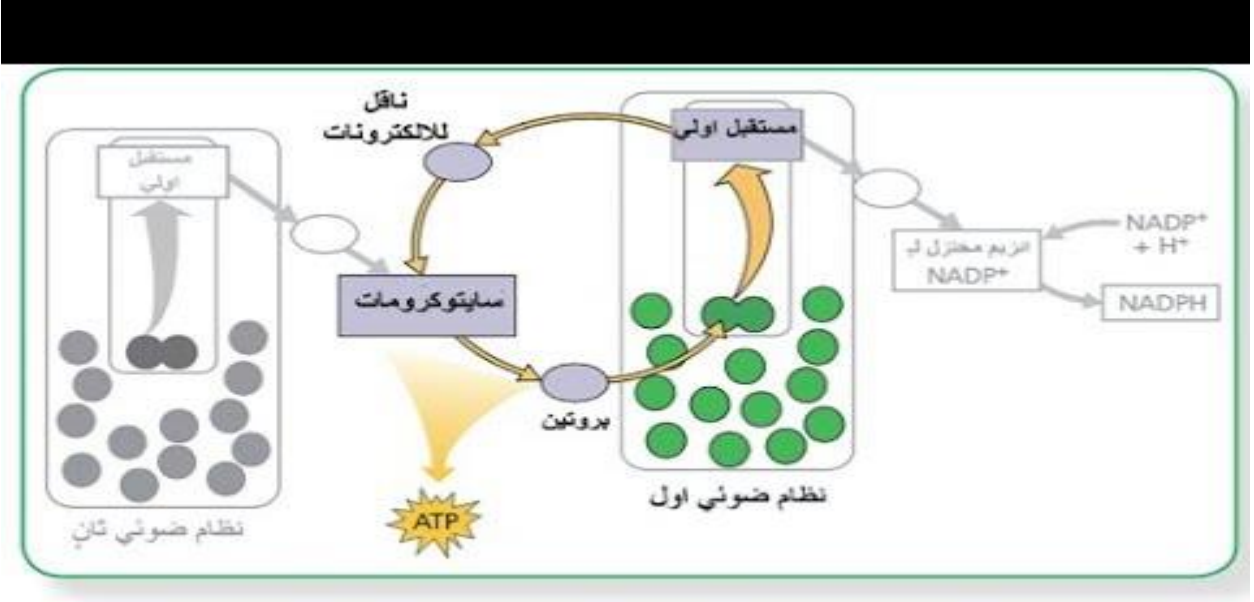 ناقل
للالكترونات
مستقبل اولي
مستقبل
اولي
NADP⁺
+ H⁺
انزيم مختزل لـ
NADP⁺
NADPH
سايتوكرومات
بروتين
نظام ضوئي اول
ATP
نظام ضوئي ثانٍ